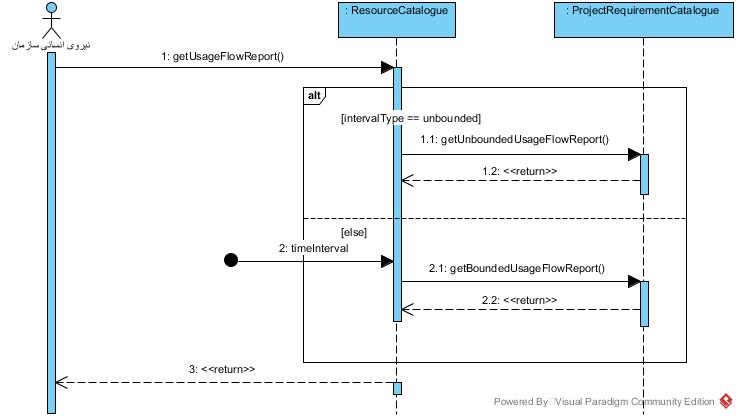 : ResourceCatalogue
: ProjectRequirementCatalogue
نیروی انسانی سازمان
1: getUsageFlowReport()
alt
[intervalType == unbounded]
1.1: getUnboundedUsageFlowReport()
1.2: <<return>>
[else]
2: timeInterval
2.1: getBoundedUsageFlowReport()
2.2: <<return>>
3: <<return>>
Powered By Visual Paradigm Community Edition